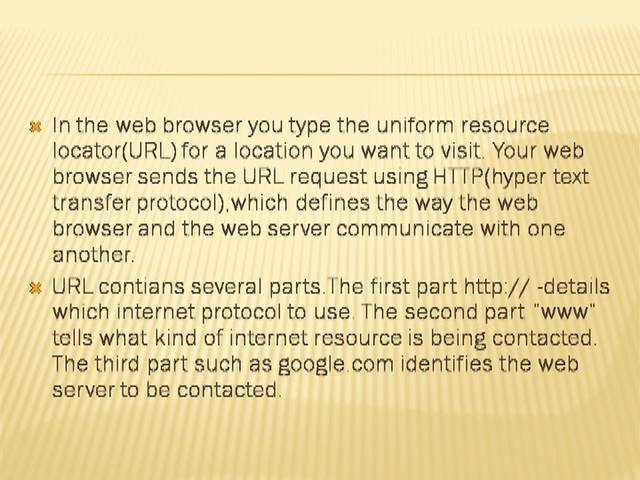 In the web browser you type the uniform resource
locator(URL) for a location you want to visit. Your web
browser sends the URL request using HTTP(hyper text
transfer protocol),which defines the way the web
browser and the web server communicate with one
another.
URL contians several parts.The first part http:// -details
which internet protocol to use. The second part "www"
tells what kind of internet resource is being contacted.
The third part such as google.com identifies the web
server to be contacted.